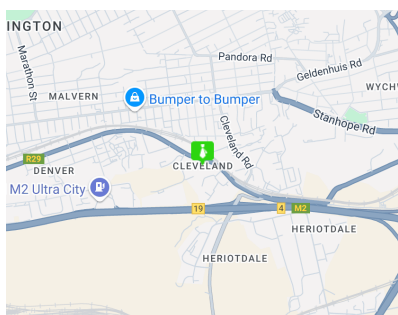 INGTON
Pandora Rd
Geldenhuis Rd
Marathon St
WYCHW
MALVERN
Bumper to Bumper
Stanhope Rd
Cleveland Rd
R29
CLEVELAND
DENVER
M2 Ultra City
19
4
M2
HERIOTDALE
HERIOTDALE